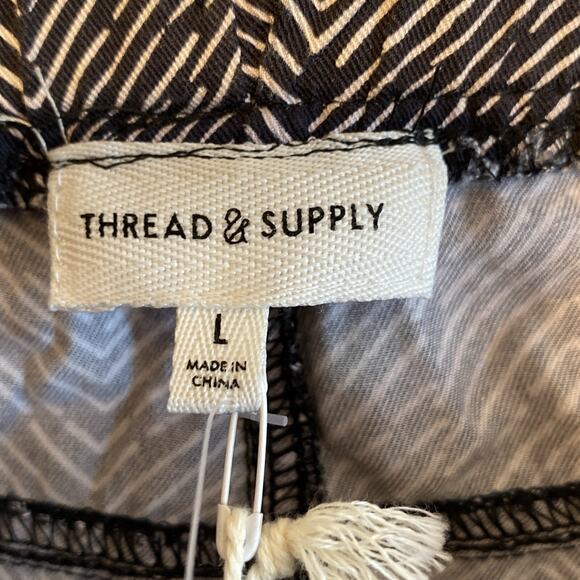 THREAD & SUPPLY
L
MADE IN
CHINA